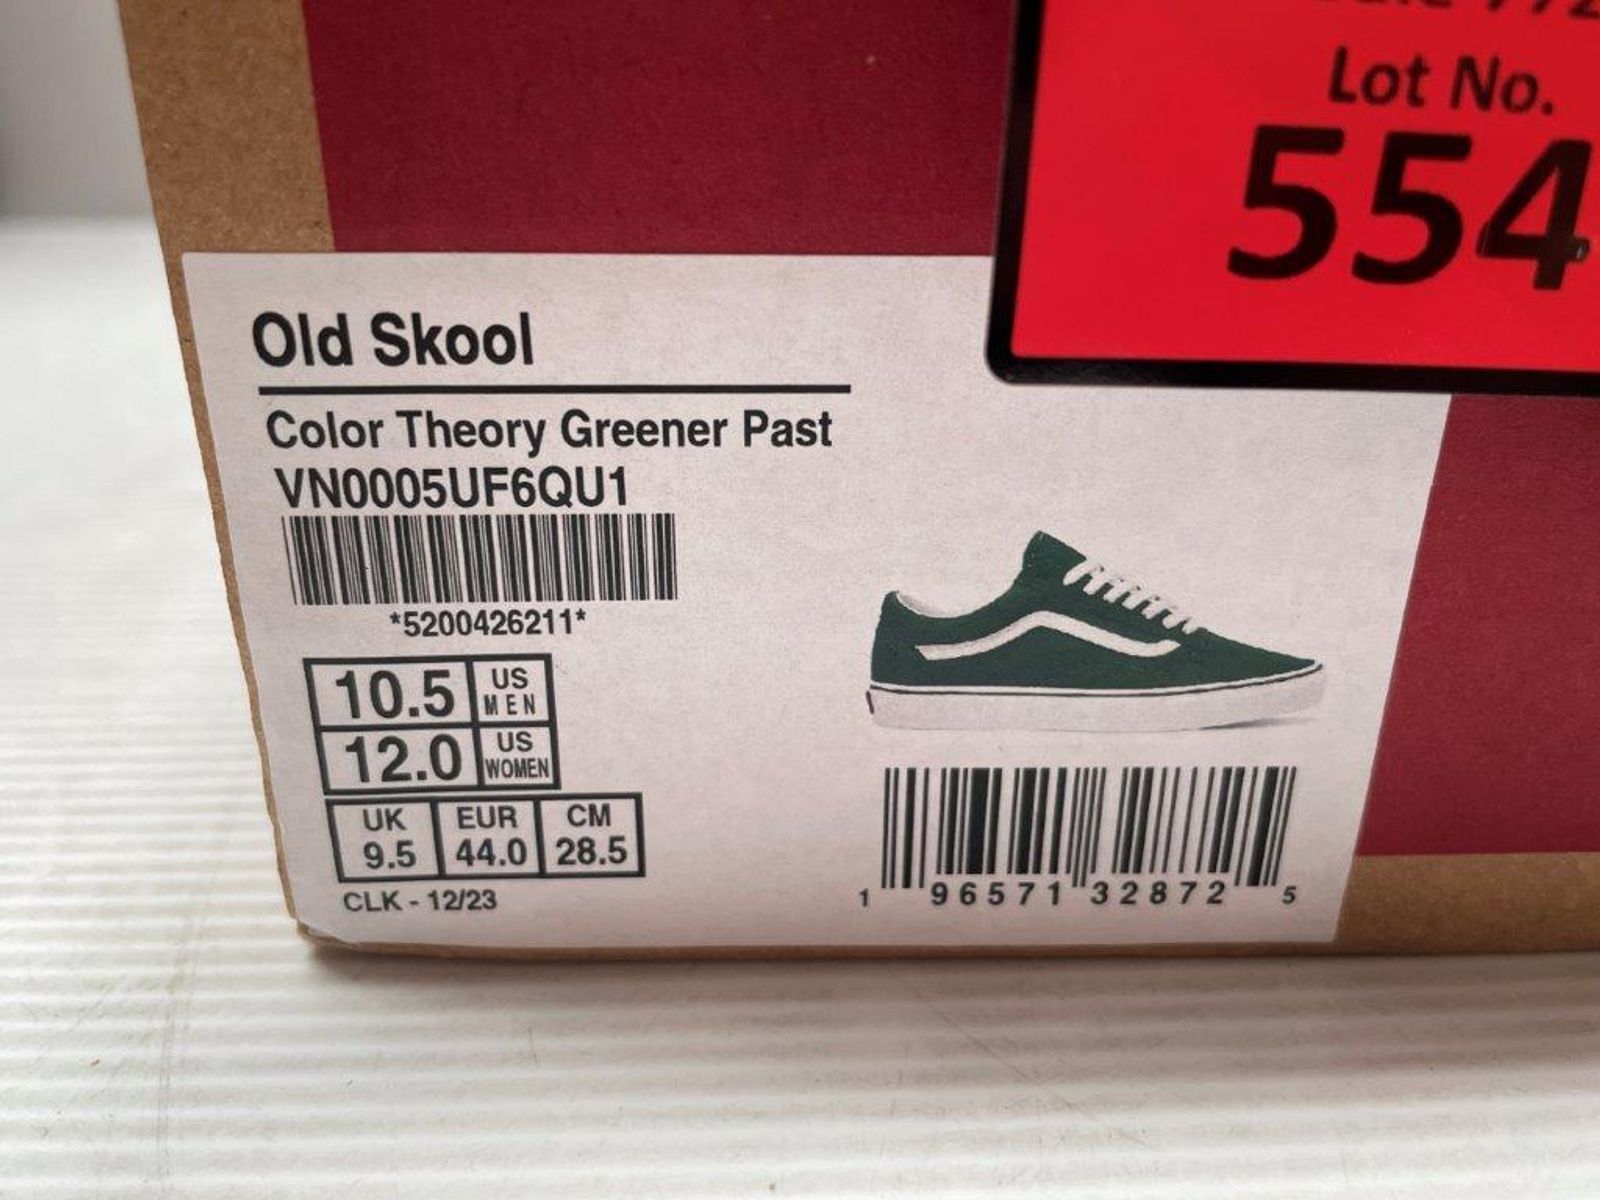 Lot No.
554
Old Skool
Color Theory Greener Past
VN0005UF6QU1
*5200426211*
10.5 US MEN
12.0 US WOMEN
UK EUR CM
9.5 44.0 28.5
CLK - 12/23
1 96571 32872 5